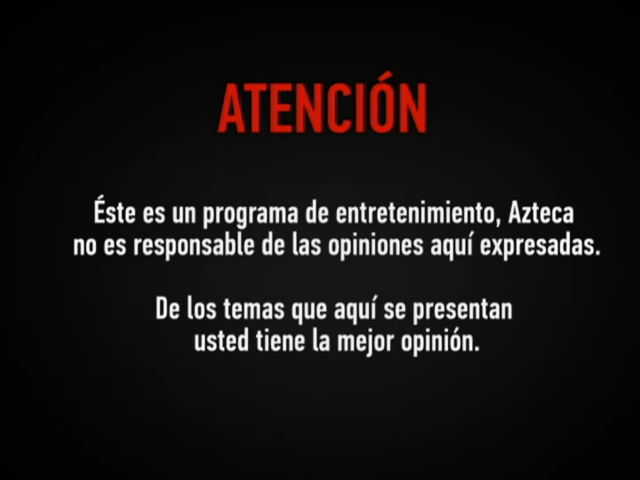 ATENCIÓN
Éste es un programa de entretenimiento, Azteca
no es responsable de las opiniones aquí expresadas.
De los temas que aquí se presentan
usted tiene la mejor opinión.